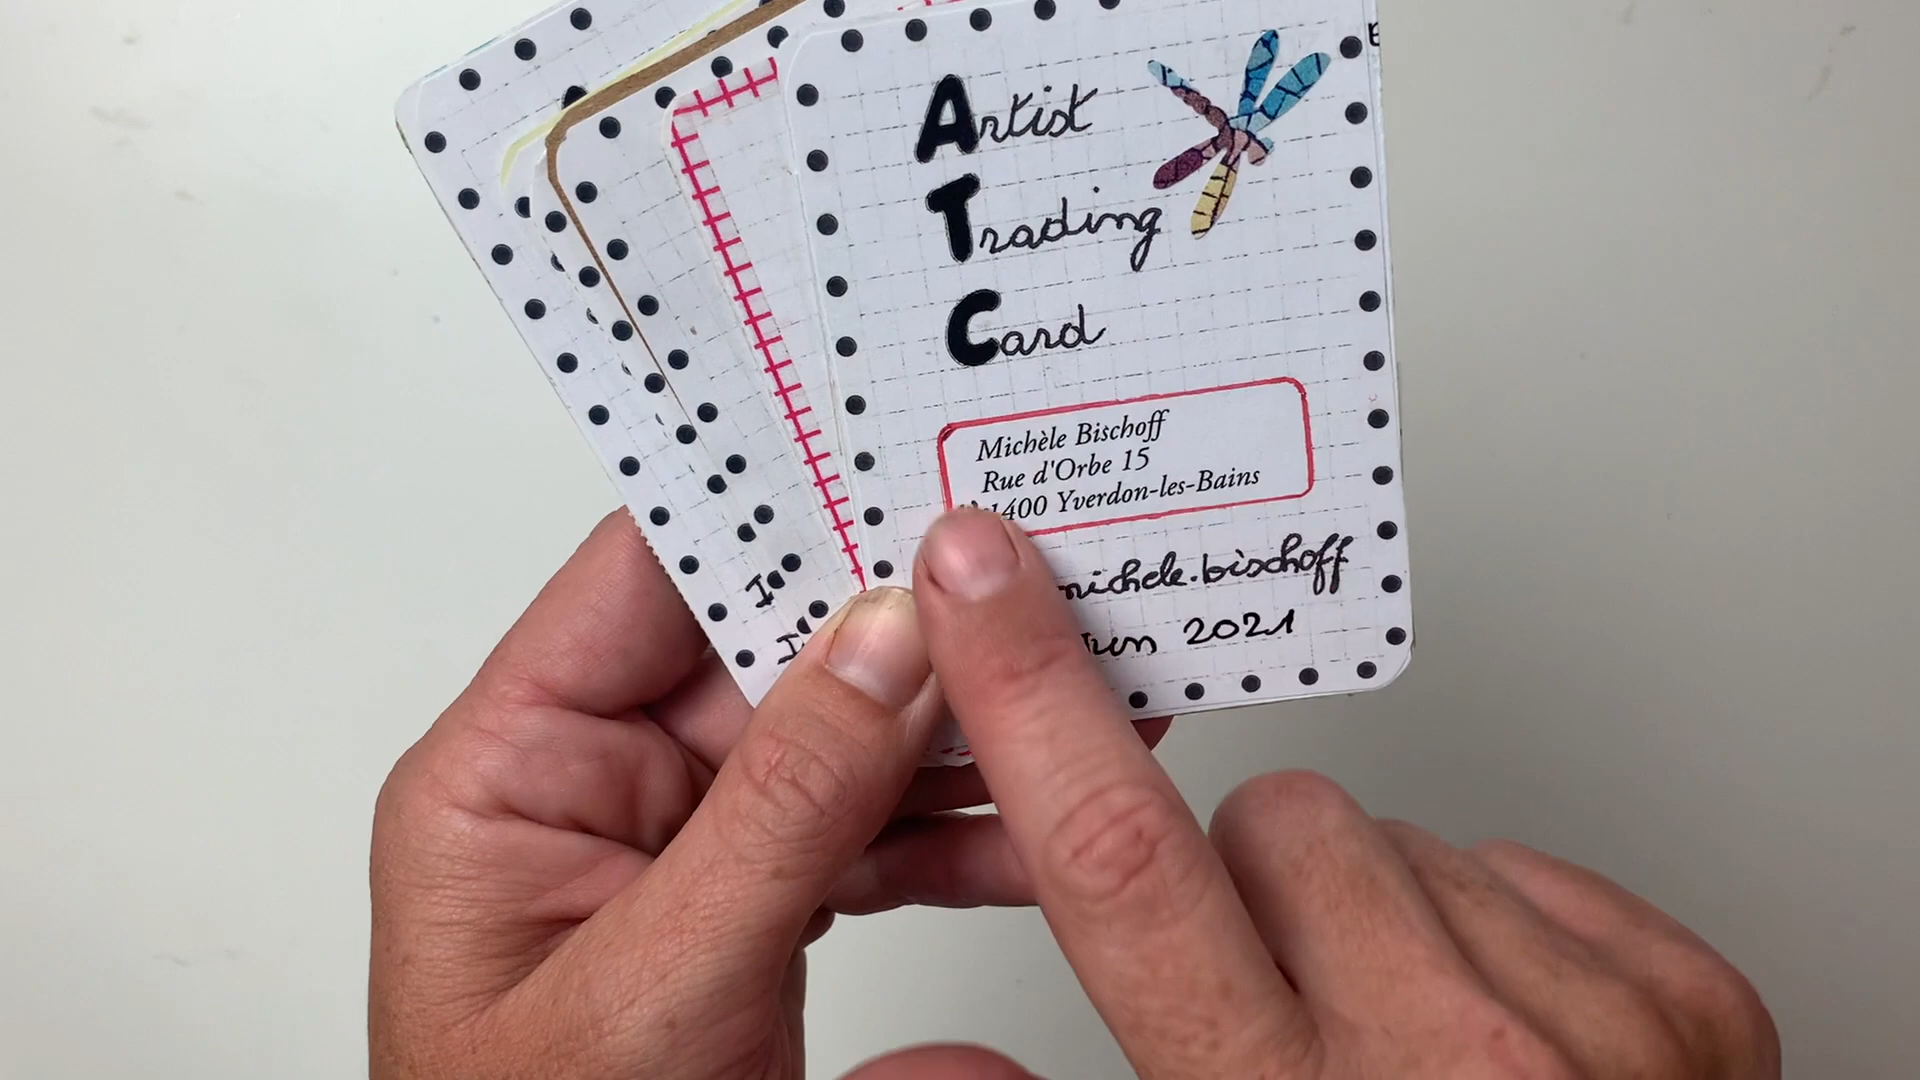 Artist
Trading
Card
Michèle Bischoff
Rue d'Orbe 15
1400 Yverdon-les-Bains
michele.bischoff
2021